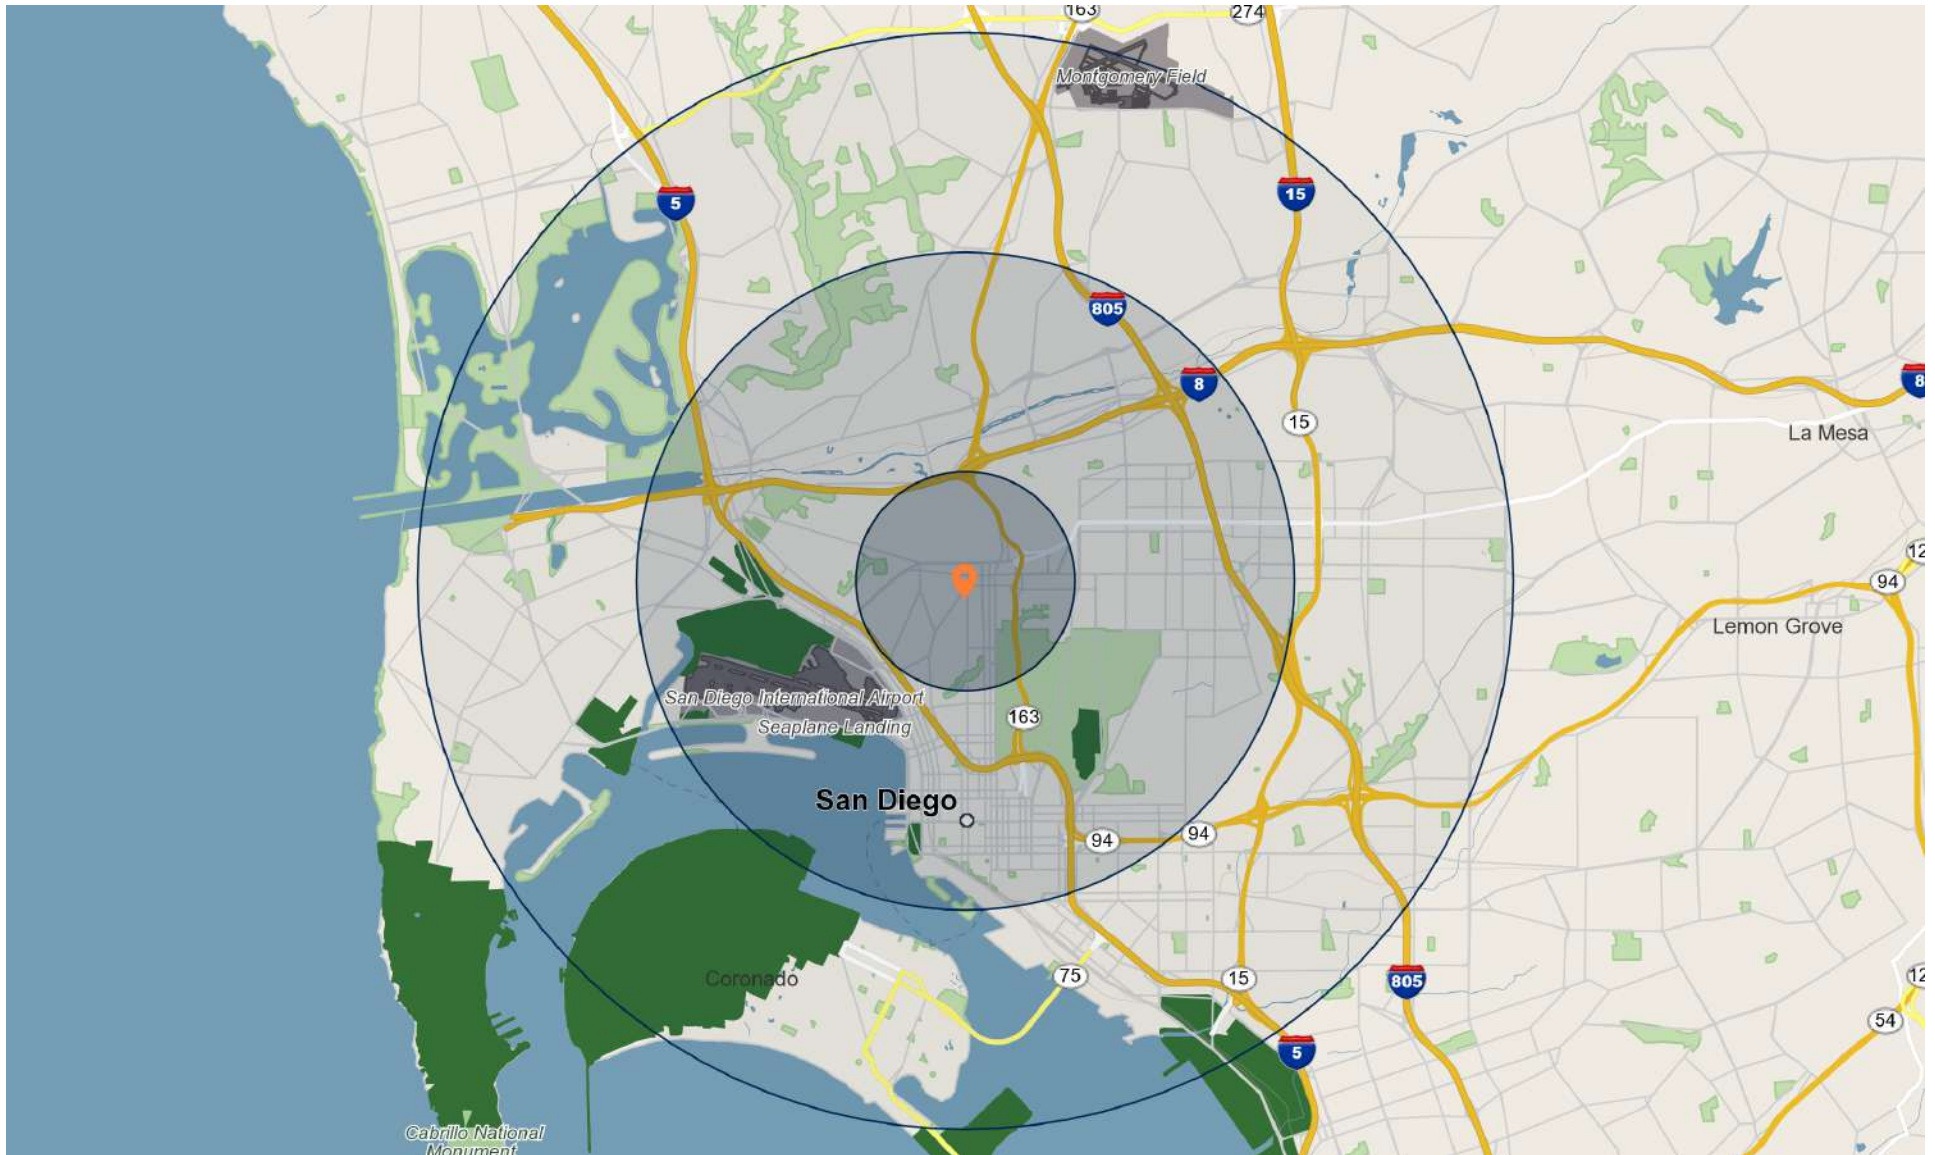 163
274
Montgomery Field
5
15
805
8
8
15
La Mesa
12
94
Lemon Grove
San Diego International Airport
163
Seaplane Landing
San Diego
94
94
Coronado
75
15
805
12
54
5
Cabrillo National
Monument